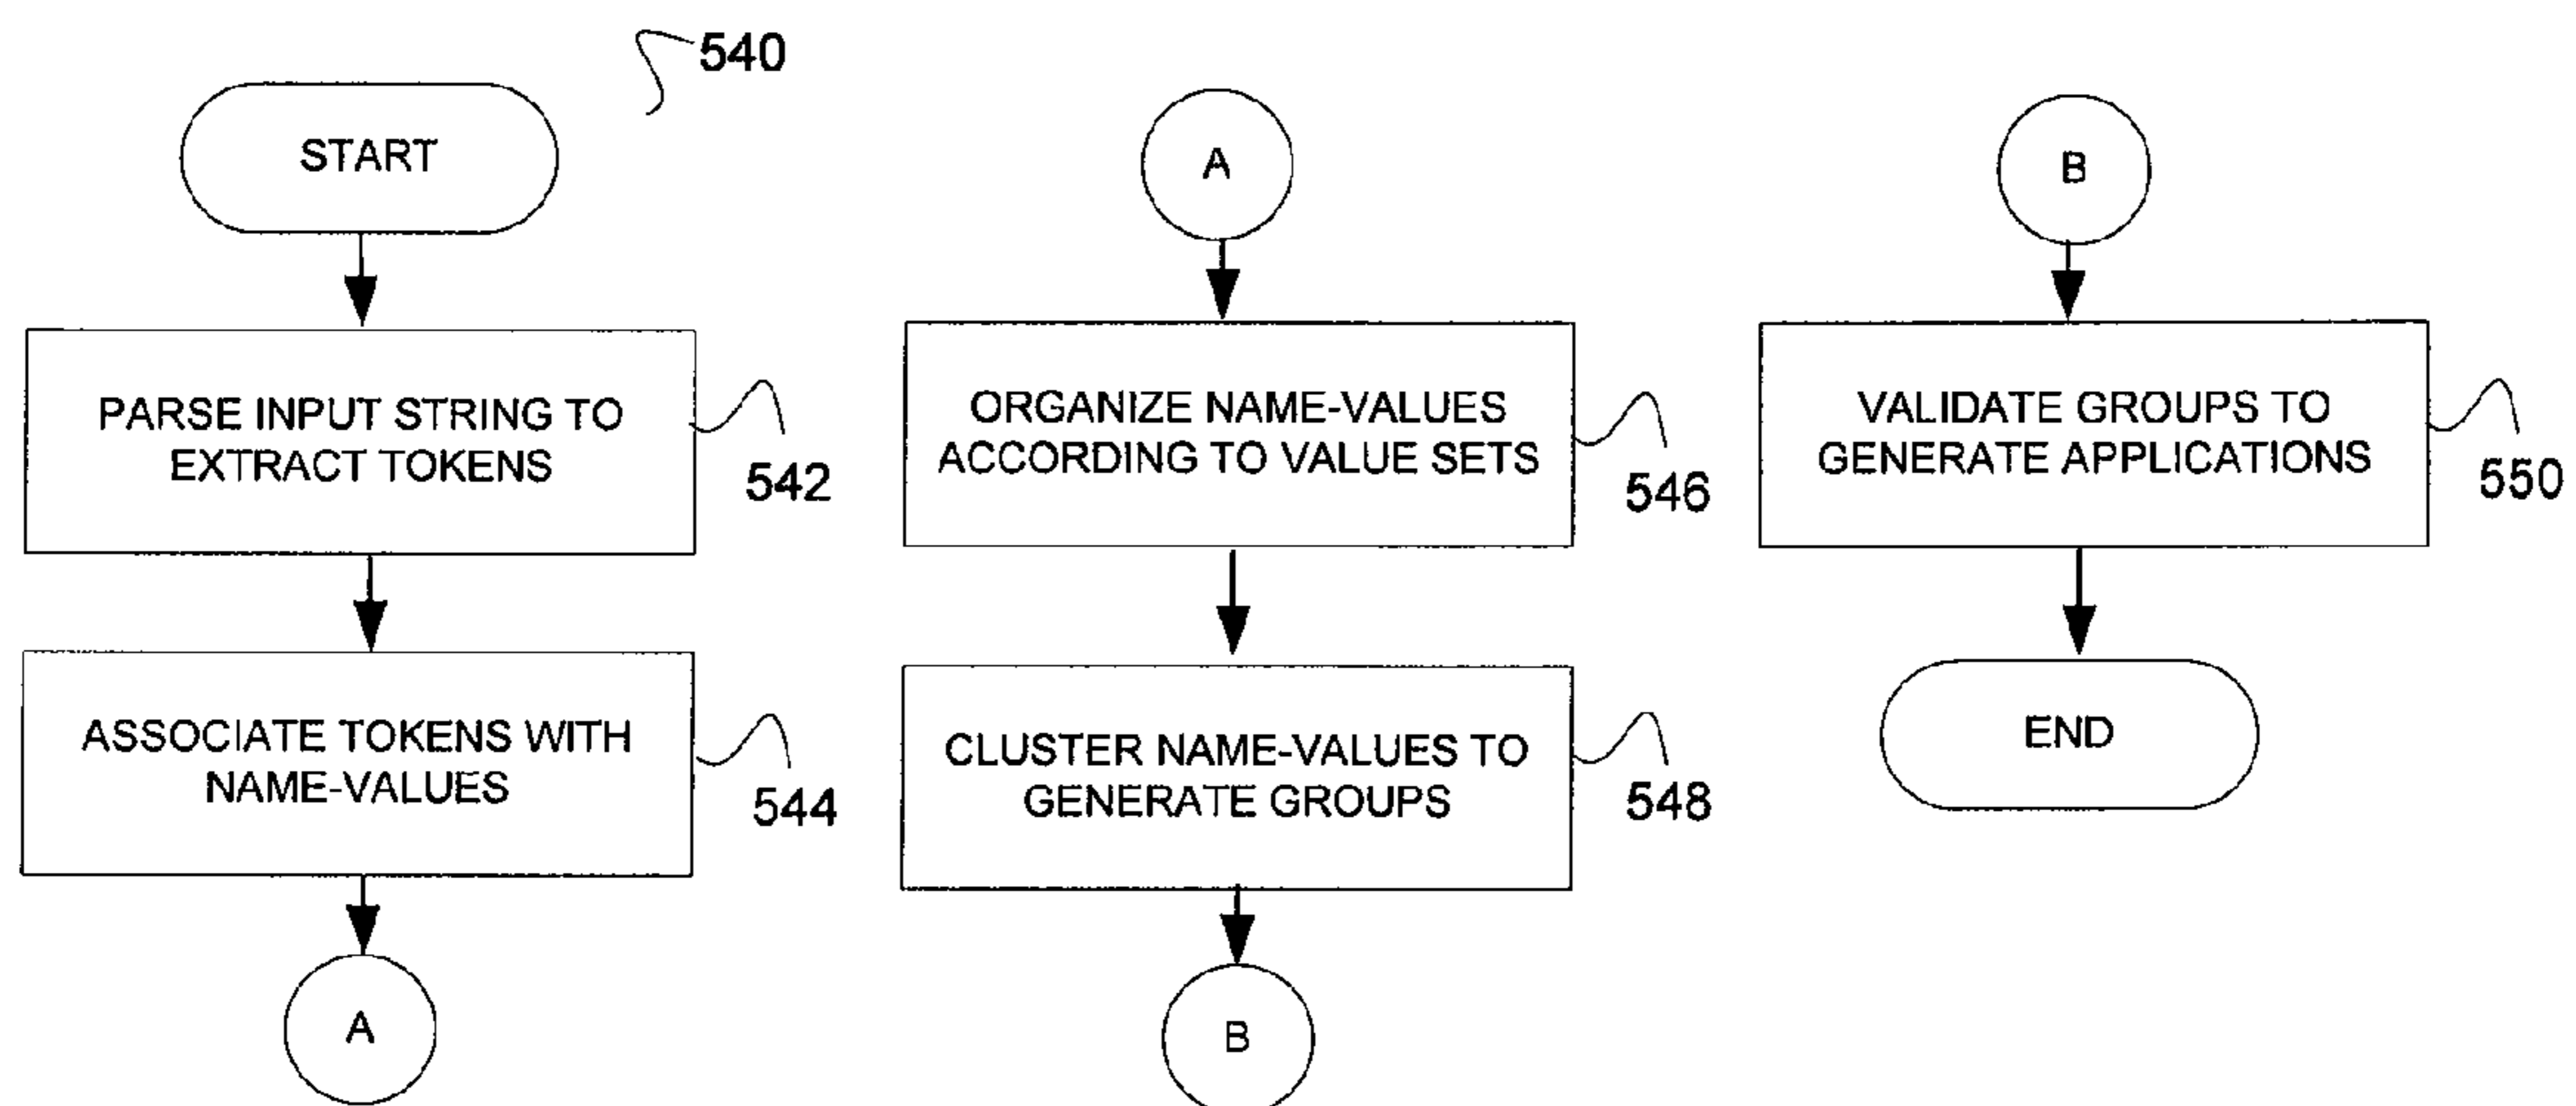 540
START
PARSE INPUT STRING TO
EXTRACT TOKENS
542
ASSOCIATE TOKENS WITH
NAME-VALUES
544
A
A
ORGANIZE NAME-VALUES
ACCORDING TO VALUE SETS
546
CLUSTER NAME-VALUES TO
GENERATE GROUPS
548
B
B
VALIDATE GROUPS TO
GENERATE APPLICATIONS
550
END